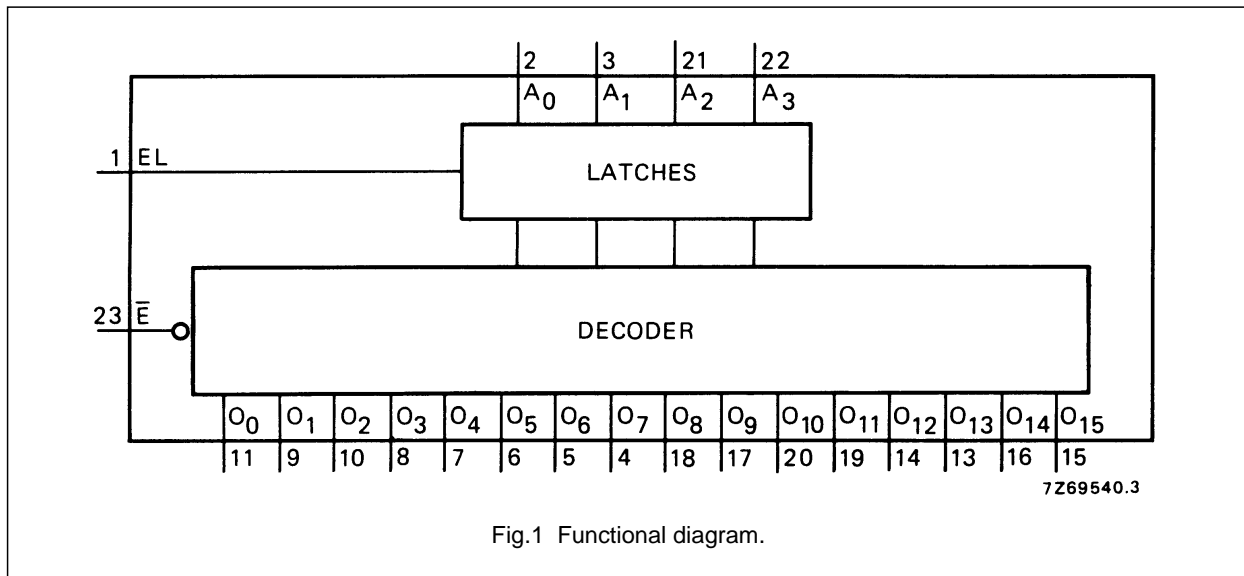 2 3 21 22
A0 A1 A2 A3
1 EL LATCHES
23 E̅ DECODER
O0 O1 O2 O3 O4 O5 O6 O7 O8 O9 O10 O11 O12 O13 O14 O15
11 9 10 8 7 6 5 4 18 17 20 19 14 13 16 15
7Z69540.3
Fig.1 Functional diagram.